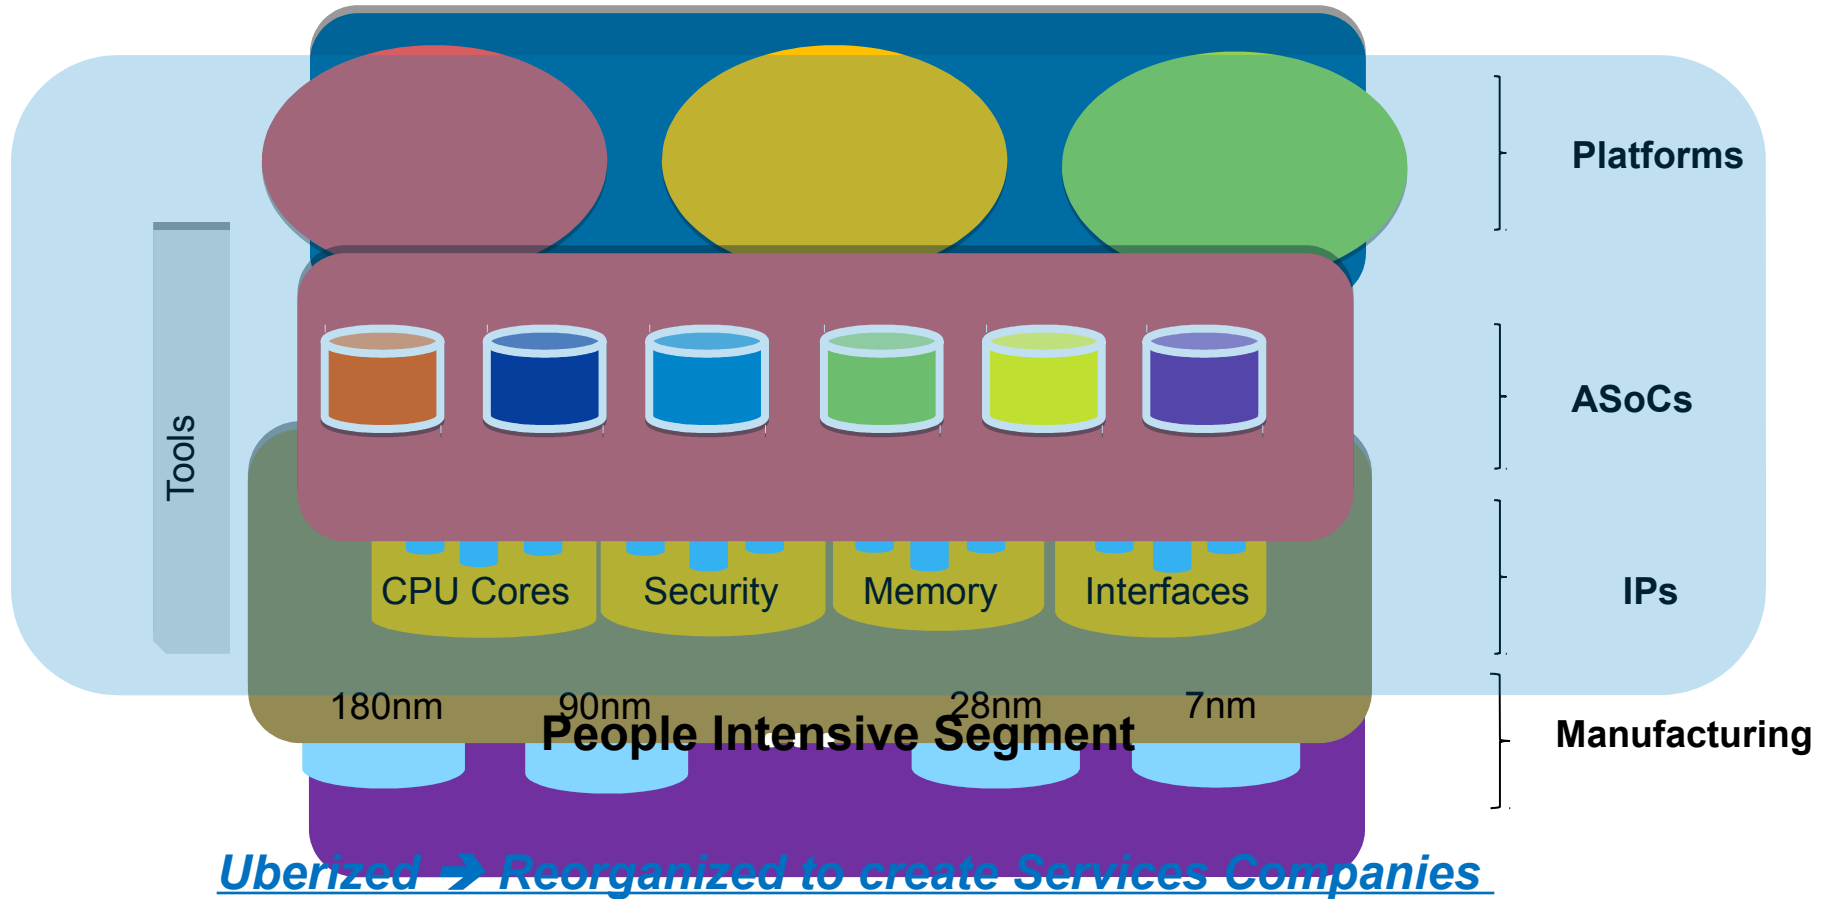 Platforms
Tools
ASoCs
CPU Cores
Security
Memory
Interfaces
IPs
180nm
90nm
28nm
7nm
People Intensive Segment
Manufacturing
Uberized ➔ Reorganized to create Services Companies